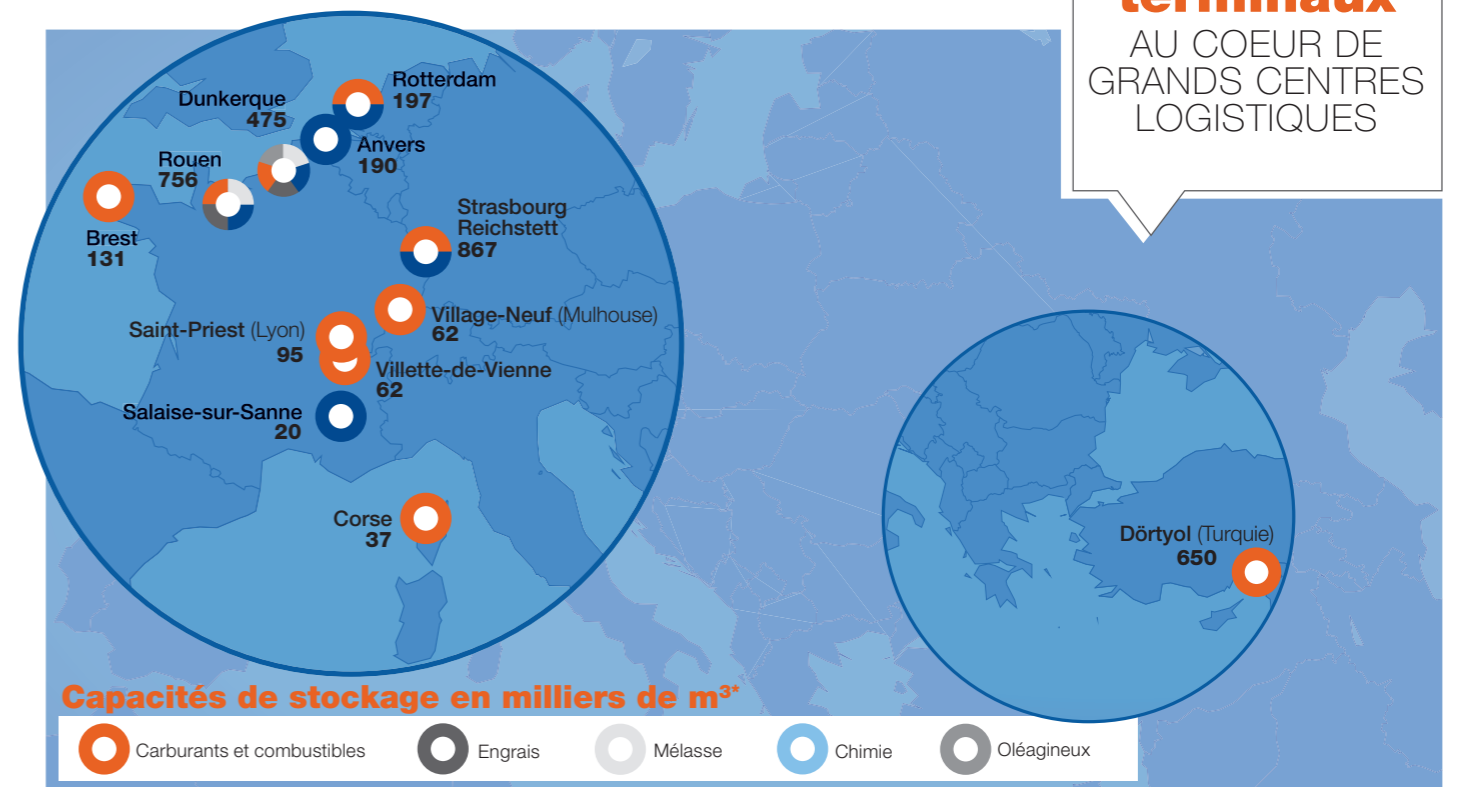 terminaux
AU COEUR DE
GRANDS CENTRES
LOGISTIQUES
Rotterdam
197
Dunkerque
475
Anvers
190
Rouen
756
Brest
131
Strasbourg
Reichstett
867
Village-Neuf (Mulhouse)
62
Saint-Priest (Lyon)
95
Villette-de-Vienne
62
Salaise-sur-Sanne
20
Corse
37
Dörtyol (Turquie)
650
Capacités de stockage en milliers de m³*
Carburants et combustibles
Engrais
Mélasse
Chimie
Oléagineux